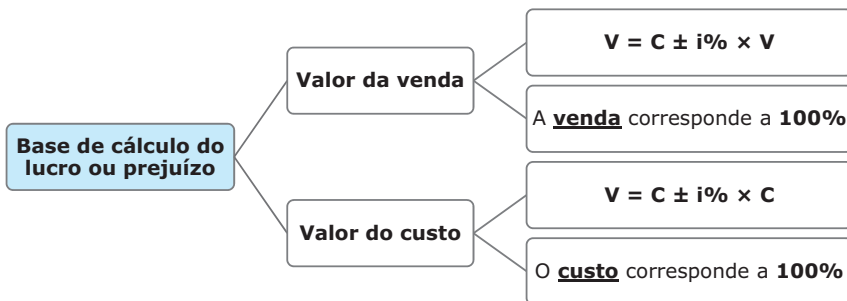 Base de cálculo do
lucro ou prejuízo
Valor da venda
V = C ± i% × V
A venda corresponde a 100%
Valor do custo
V = C ± i% × C
O custo corresponde a 100%